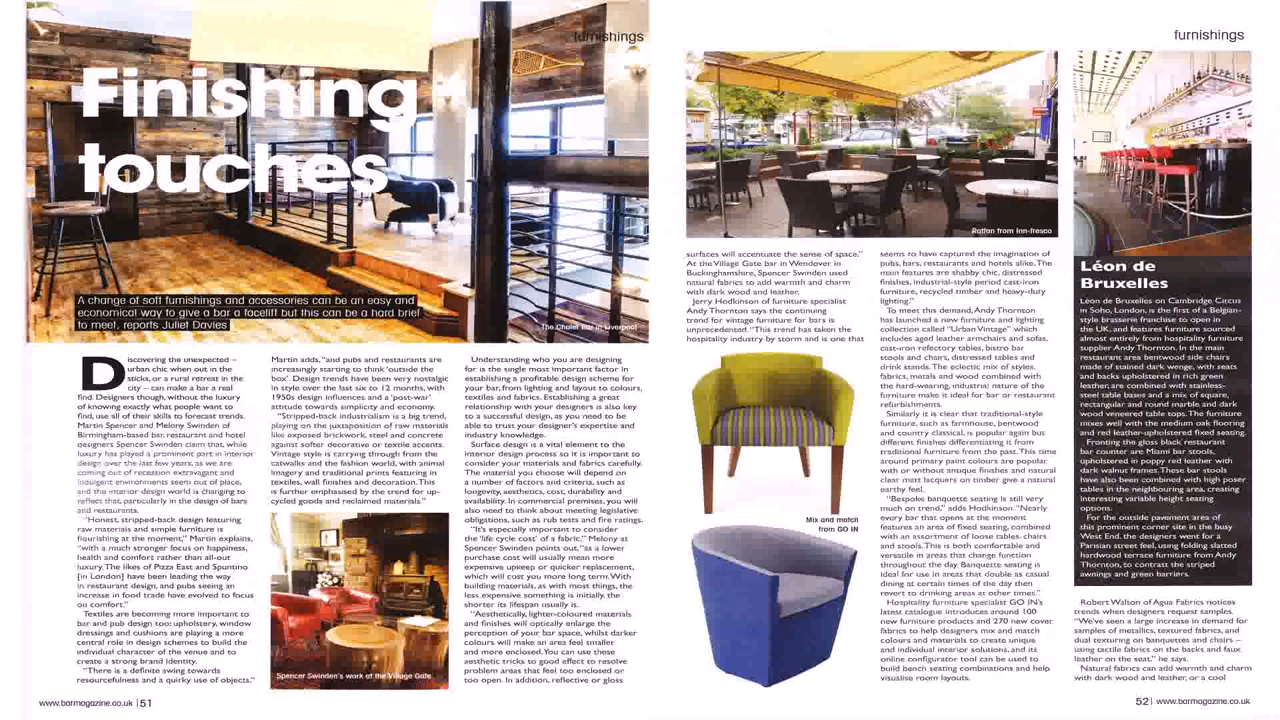 furnishings
Finishing
touches
A change of soft furnishings and accessories can be an easy and
economical way to give a bar a facelift but this can be a hard brief
to meet, reports Juliet Davies
The Chalet Bar in Liverpool
Discovering the unexpected –
urban chic when out in the
sticks, or a rural retreat in the
city – can make a bar a real
find. Designers though, without the luxury
of knowing exactly what people want to
find, use all of their skills to forecast trends.
Martin Spencer and Melony Swinden of
Birmingham-based bar, restaurant and hotel
designers Spencer Swinden claim that, while
luxury has played a prominent part in interior
design over the last few years, as we are
coming out of recession extravagant and
indulgent environments seem out of place,
and the interior design world is changing to
reflect that, particularly in the design of bars
and restaurants.
"Honest, stripped-back design featuring
raw materials and simple furniture is
flourishing at the moment," Martin explains,
"with a much stronger focus on happiness,
health and comfort rather than all-out
luxury. The likes of Pizza East and Spuntino
[in London] have been leading the way
in restaurant design, and pubs seeing an
increase in food trade have evolved to focus
on comfort."
Textiles are becoming more important to
bar and pub design too: upholstery, window
dressings and cushions are playing a more
central role in design schemes to build the
individual character of the venue and to
create a strong brand identity.
"There is a definite swing towards
resourcefulness and a quirky use of objects,"
Martin adds, "and pubs and restaurants are
increasingly starting to think 'outside the
box'. Design trends have been very nostalgic
in style over the last six to 12 months, with
1950s design influences and a 'post-war'
attitude towards simplicity and economy.
"Stripped-back industrialism is a big trend,
playing on the juxtaposition of raw materials
like exposed brickwork, steel and concrete
against softer decorative or textile accents.
Vintage style is carrying through from the
catwalks and the fashion world, with animal
imagery and traditional prints featuring in
textiles, wall finishes and decoration. This
is further emphasised by the trend for up-
cycled goods and reclaimed materials."
Spencer Swinden's work at the Village Gate
Understanding who you are designing
for is the single most important factor in
establishing a profitable design scheme for
your bar, from lighting and layout to colours,
textiles and fabrics. Establishing a great
relationship with your designers is also key
to a successful design, as you need to be
able to trust your designer's expertise and
industry knowledge.
Surface design is a vital element to the
interior design process so it is important to
consider your materials and fabrics carefully.
The material you choose will depend on
a number of factors and criteria, such as
longevity, aesthetics, cost, durability and
availability. In commercial premises, you will
also need to think about meeting legislative
obligations, such as rub tests and fire ratings.
"It's especially important to consider
the 'life cycle cost' of a fabric," Melony at
Spencer Swinden points out, "as a lower
purchase cost will usually mean more
expensive upkeep or quicker replacement,
which will cost you more long term. With
building materials, as with most things, the
less expensive something is initially, the
shorter its lifespan usually is.
"Aesthetically, lighter-coloured materials
and finishes will optically enlarge the
perception of your bar space, whilst darker
colours will make an area feel smaller
and more enclosed. You can use these
aesthetic tricks to good effect to resolve
problem areas that feel too enclosed or
too open. In addition, reflective or gloss
www.barmagazine.co.uk | 51
furnishings
Rattan from Inn-fresco
surfaces will accentuate the sense of space."
At the Village Gate bar in Wendover in
Buckinghamshire, Spencer Swinden used
natural fabrics to add warmth and charm
with dark wood and leather.
Jerry Hodkinson of furniture specialist
Andy Thornton says the continuing
trend for vintage furniture for bars is
unprecedented. "This trend has taken the
hospitality industry by storm and is one that
Mix and match
from GO IN
seems to have captured the imagination of
pubs, bars, restaurants and hotels alike. The
main features are shabby chic, distressed
finishes, industrial-style period cast-iron
furniture, recycled timber and heavy-duty
lighting."
To meet this demand, Andy Thornton
has launched a new furniture and lighting
collection called "Urban Vintage" which
includes aged leather armchairs and sofas,
cast-iron refectory tables, bistro bar
stools and chairs, distressed tables and
drink stands. The eclectic mix of styles,
fabrics, metals and wood combined with
the hard-wearing, industrial nature of the
furniture make it ideal for bar or restaurant
refurbishments.
Similarly it is clear that traditional-style
furniture, such as farmhouse, bentwood
and country classical, is popular again but
different finishes differentiating it from
traditional furniture from the past. This time
around primary paint colours are popular
with or without antique finishes and natural
clear matt lacquers on timber give a natural
earthy feel.
"Bespoke banquette seating is still very
much on trend," adds Hodkinson. "Nearly
every bar that opens at the moment
features an area of fixed seating, combined
with an assortment of loose tables, chairs
and stools. This is both comfortable and
versatile in areas that change function
throughout the day. Banquette seating is
ideal for use in areas that double as casual
dining at certain times of the day then
revert to drinking areas at other times."
Hospitality furniture specialist GO IN's
latest catalogue introduces around 100
new furniture products and 270 new cover
fabrics to help designers mix and match
colours and materials to create unique
and individual interior solutions, and its
online configurator tool can be used to
build bench seating combinations and help
visualise room layouts.
Léon de
Bruxelles
Léon de Bruxelles on Cambridge Circus
in Soho, London, is the first of a Belgian-
style brasserie franchise to open in
the UK, and features furniture sourced
almost entirely from hospitality furniture
supplier Andy Thornton. In the main
restaurant area bentwood side chairs
made of stained dark wenge, with seats
and backs upholstered in rich green
leather, are combined with stainless-
steel table bases and a mix of square,
rectangular and round marble and dark
wood veneered table tops. The furniture
mixes well with the medium oak flooring
and red leather-upholstered fixed seating.
Fronting the gloss black restaurant
bar counter are Miami bar stools,
upholstered in poppy red leather with
dark walnut frames. These bar stools
have also been combined with high poser
tables in the neighbouring area, creating
interesting variable height seating
options.
For the outside pavement area of
this prominent corner site in the busy
West End, the designers went for a
Parisian street feel, using folding slatted
hardwood terrace furniture from Andy
Thornton, to contrast the striped
awnings and green barriers.
Robert Walton of Agua Fabrics notices
trends when designers request samples.
"We've seen a large increase in demand for
samples of metallics, textured fabrics, and
dual texturing on banquettes and chairs –
using tactile fabrics on the backs and faux
leather on the seat," he says.
Natural fabrics can add warmth and charm
with dark wood and leather, or a cool
52 | www.barmagazine.co.uk